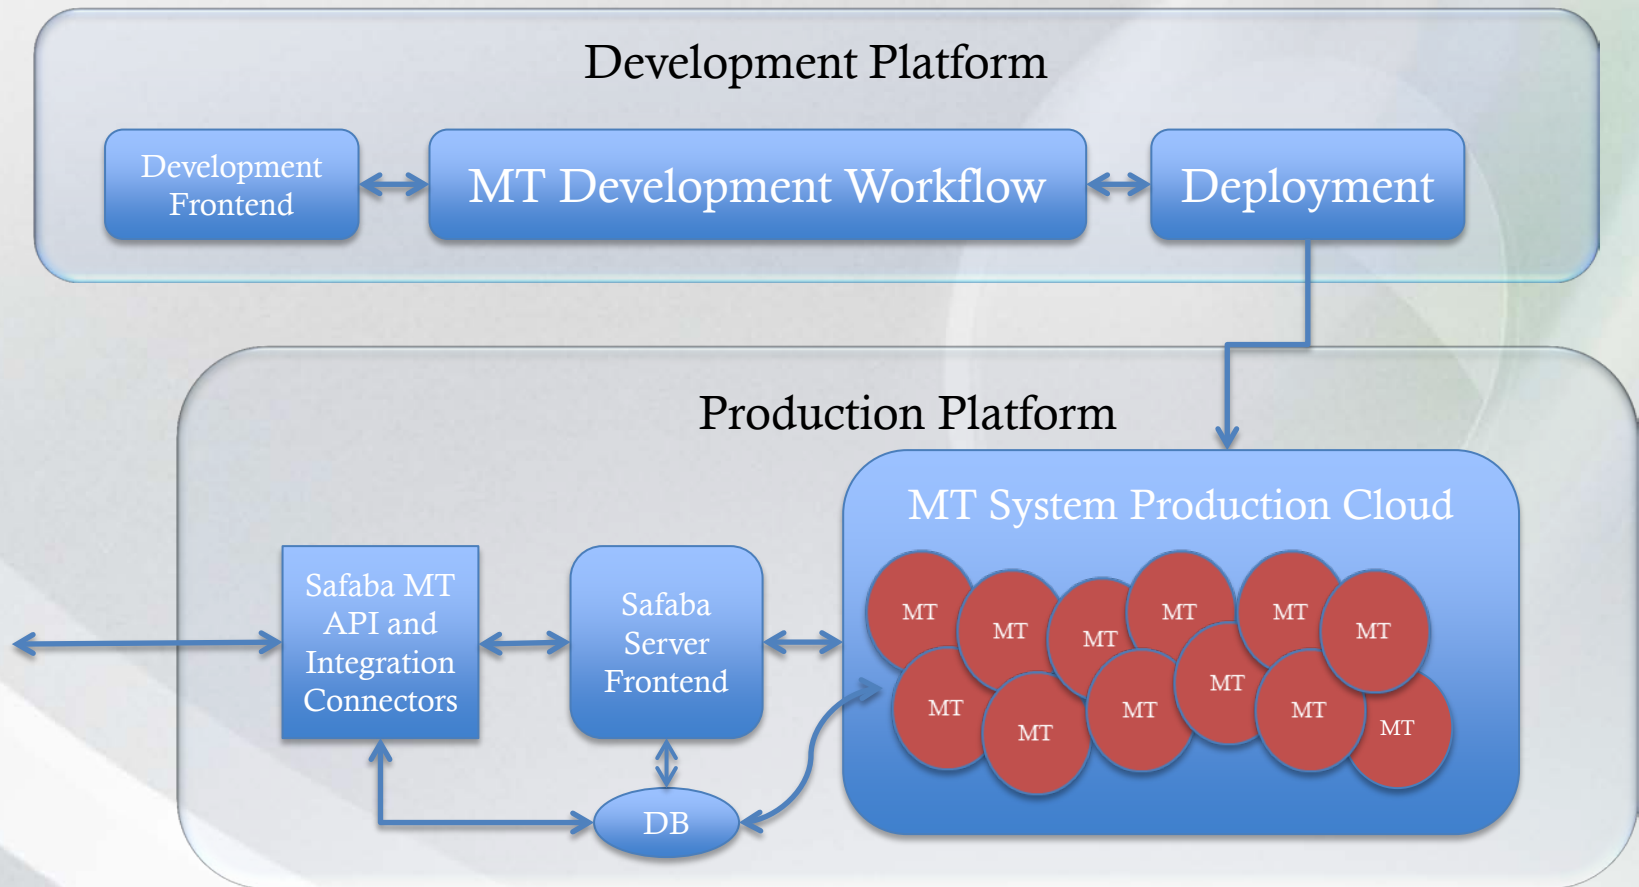 Development Platform
Development
Frontend
MT Development Workflow
Deployment
Production Platform
MT System Production Cloud
Safaba MT
API and
Integration
Connectors
Safaba
Server
Frontend
DB
MT
MT
MT
MT
MT
MT
MT
MT
MT
MT
MT
MT